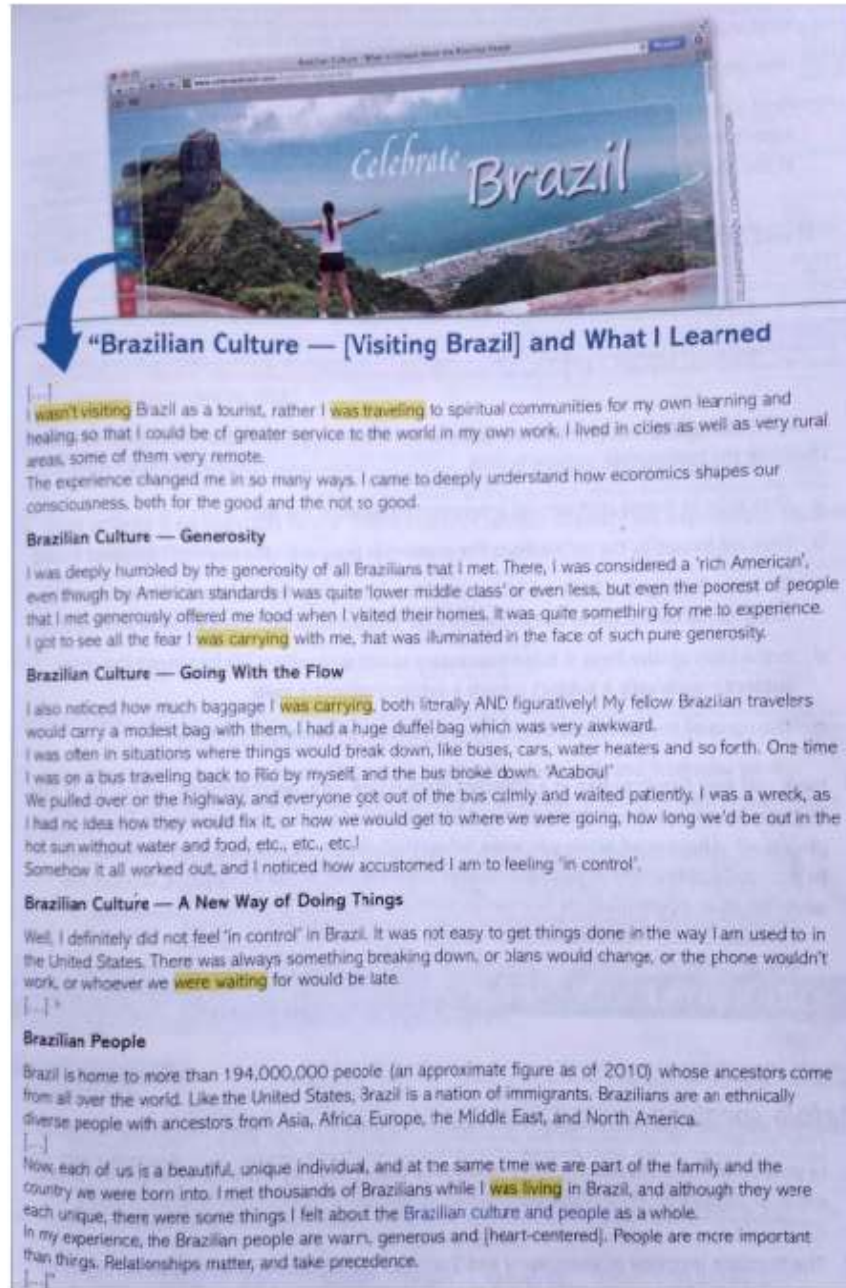 Celebrate Brazil
"Brazilian Culture — [Visiting Brazil] and What I Learned
[...]
I wasn't visiting Brazil as a tourist, rather I was traveling to spiritual communities for my own learning and
healing, so that I could be of greater service to the world in my own work. I lived in cities as well as very rural
areas, some of them very remote.
The experience changed me in so many ways. I came to deeply understand how economics shapes our
consciousness, both for the good and the not so good.
Brazilian Culture — Generosity
I was deeply humbled by the generosity of all Brazilians that I met. There, I was considered a 'rich American',
even though by American standards I was quite 'lower middle class' or even less, but even the poorest of people
that I met generously offered me food when I visited their homes. It was quite something for me to experience.
I got to see all the fear I was carrying with me, that was illuminated in the face of such pure generosity.
Brazilian Culture — Going With the Flow
I also noticed how much baggage I was carrying, both literally AND figuratively! My fellow Brazilian travelers
would carry a modest bag with them, I had a huge duffel bag which was very awkward.
I was often in situations where things would break down, like buses, cars, water heaters and so forth. One time
I was on a bus traveling back to Rio by myself, and the bus broke down. 'Acabou!'
We pulled over on the highway, and everyone got out of the bus calmly and waited patiently. I was a wreck, as
I had no idea how they would fix it, or how we would get to where we were going, how long we'd be out in the
hot sun without water and food, etc., etc., etc.!
Somehow it all worked out, and I noticed how accustomed I am to feeling 'in control'.
Brazilian Culture — A New Way of Doing Things
Well, I definitely did not feel 'in control' in Brazil. It was not easy to get things done in the way I am used to in
the United States. There was always something breaking down, or plans would change, or the phone wouldn't
work, or whoever we were waiting for would be late.
[...]
Brazilian People
Brazil is home to more than 194,000,000 people (an approximate figure as of 2010) whose ancestors come
from all over the world. Like the United States, Brazil is a nation of immigrants. Brazilians are an ethnically
diverse people with ancestors from Asia, Africa, Europe, the Middle East, and North America.
[...]
Now, each of us is a beautiful, unique individual, and at the same time we are part of the family and the
country we were born into. I met thousands of Brazilians while I was living in Brazil, and although they were
each unique, there were some things I felt about the Brazilian culture and people as a whole.
In my experience, the Brazilian people are warm, generous and [heart-centered]. People are more important
than things. Relationships matter, and take precedence.
[...]"